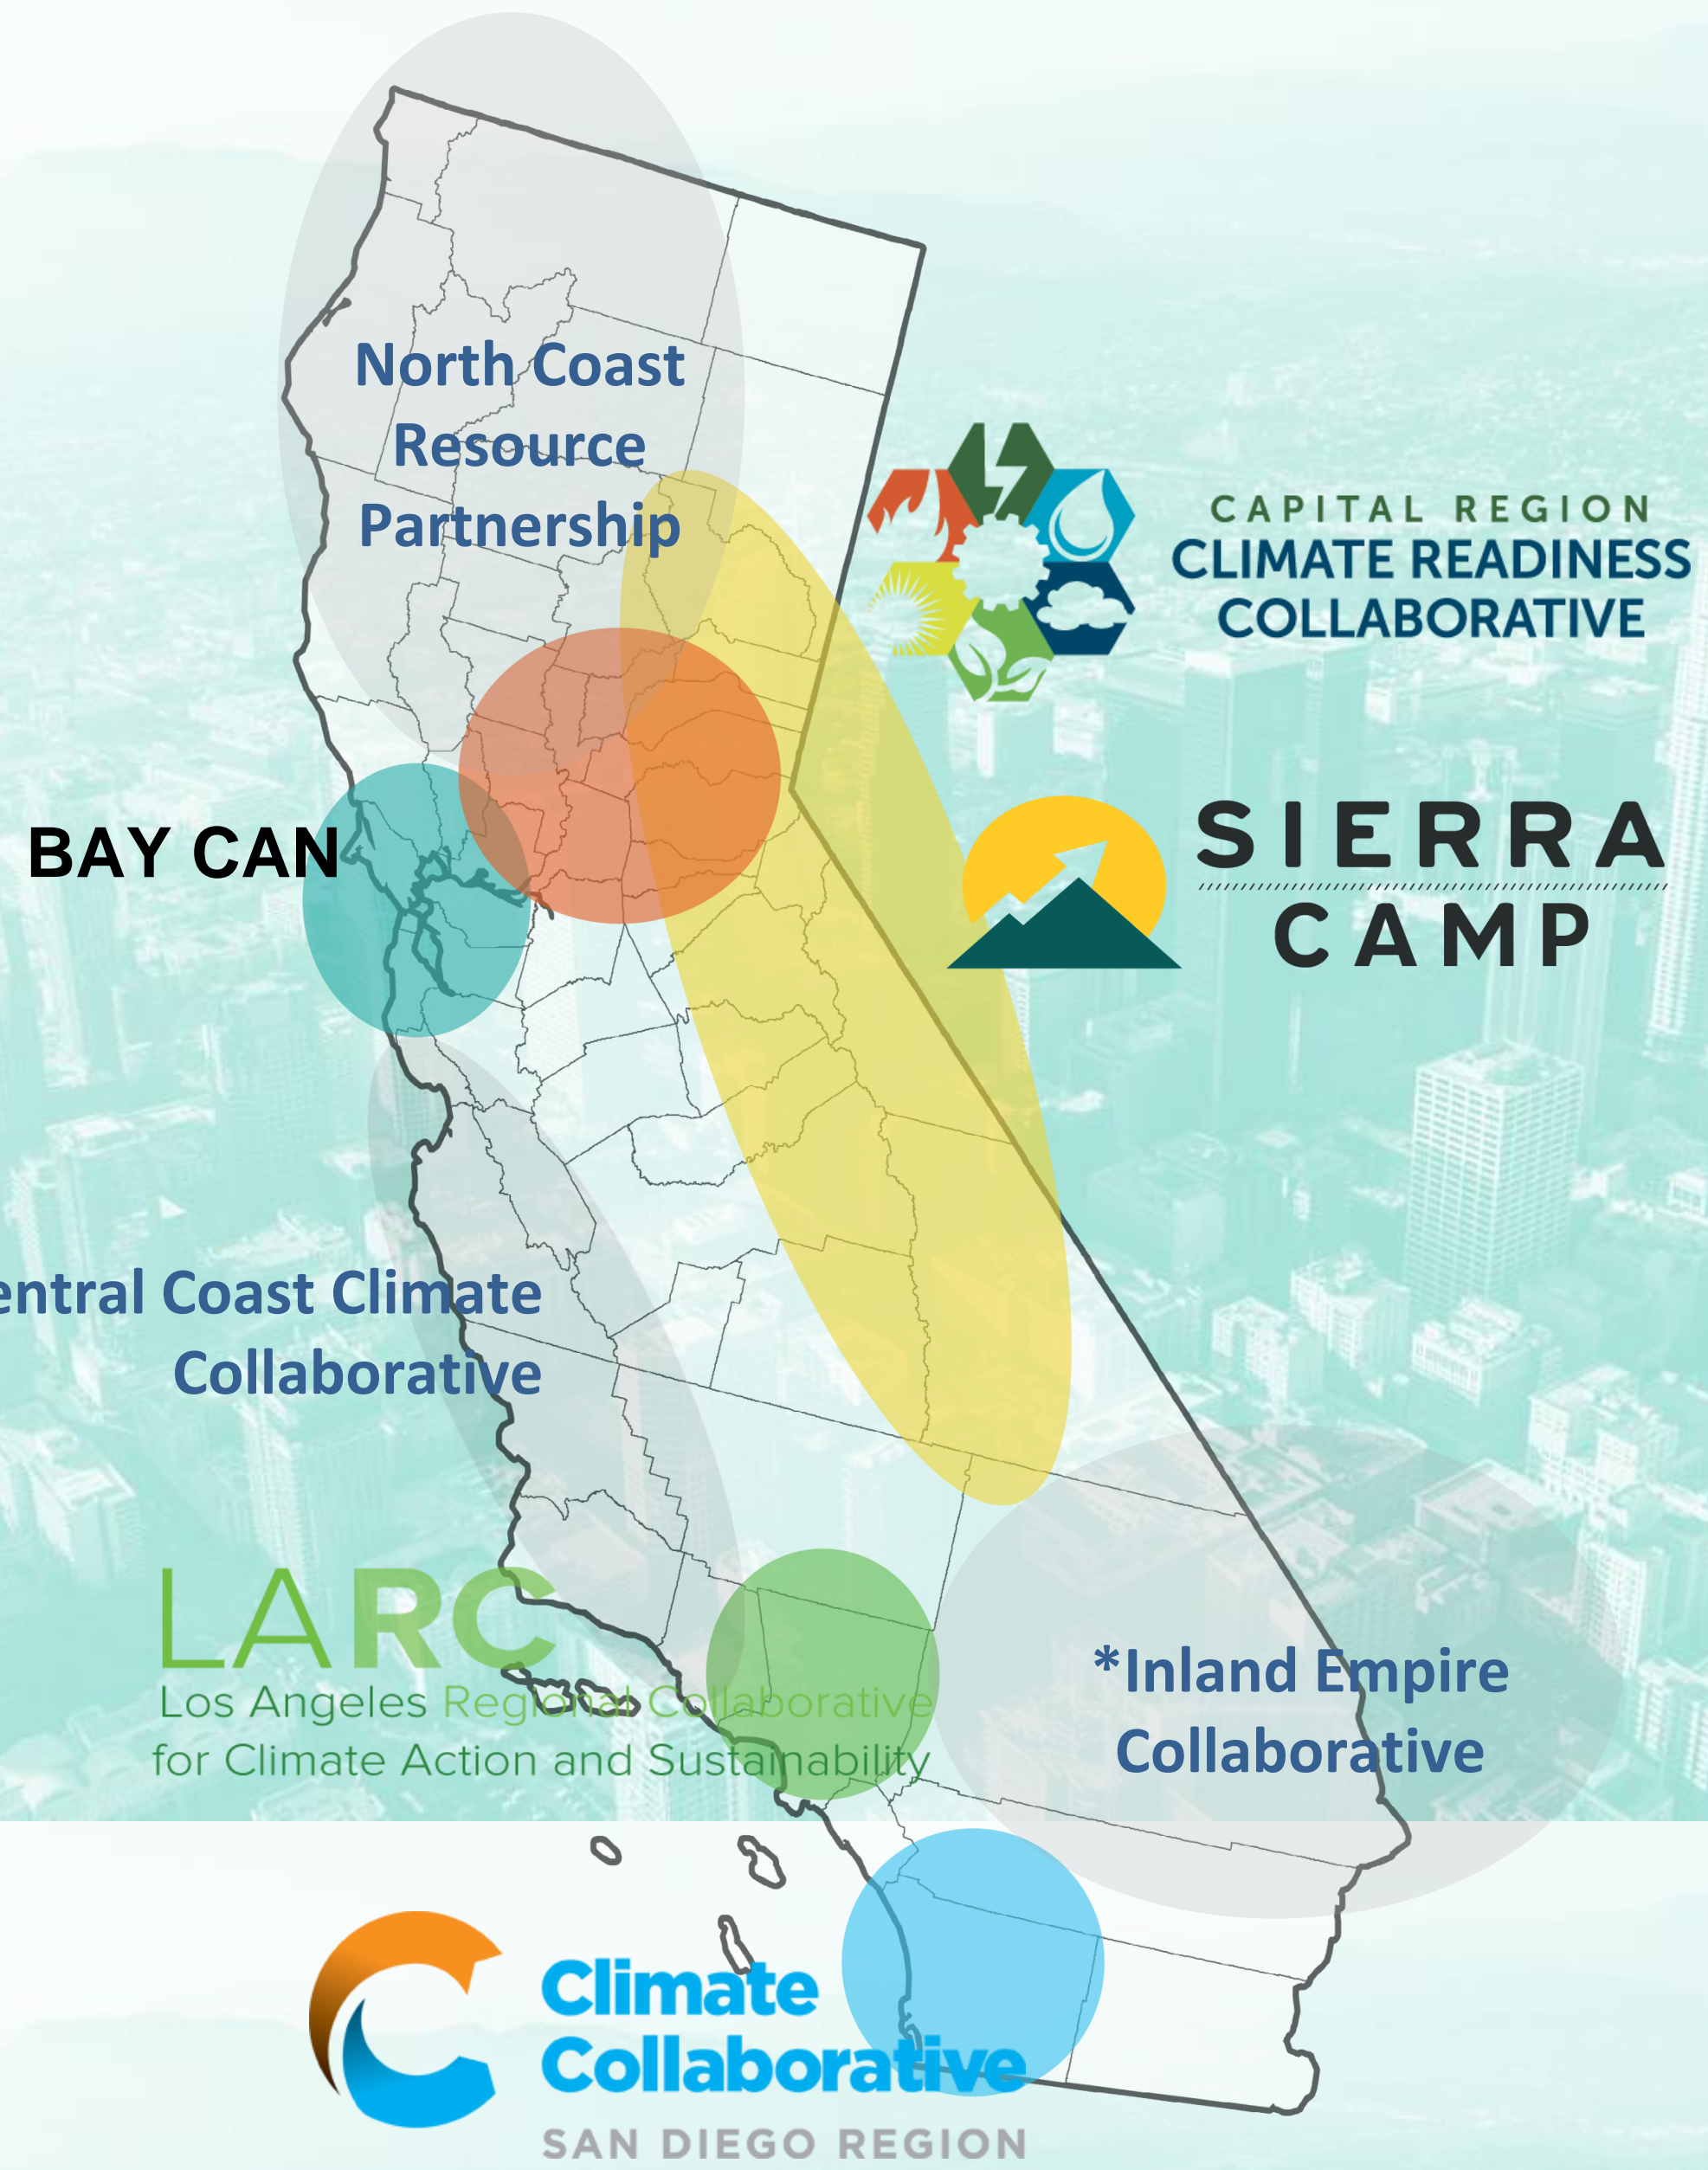 North Coast
Resource
Partnership
CAPITAL REGION
CLIMATE READINESS
COLLABORATIVE
BAY CAN
SIERRA
CAMP
entral Coast Climate
Collaborative
LARC
Los Angeles Regional Collaborative
for Climate Action and Sustainability
*Inland Empire
Collaborative
Climate
Collaborative
SAN DIEGO REGION